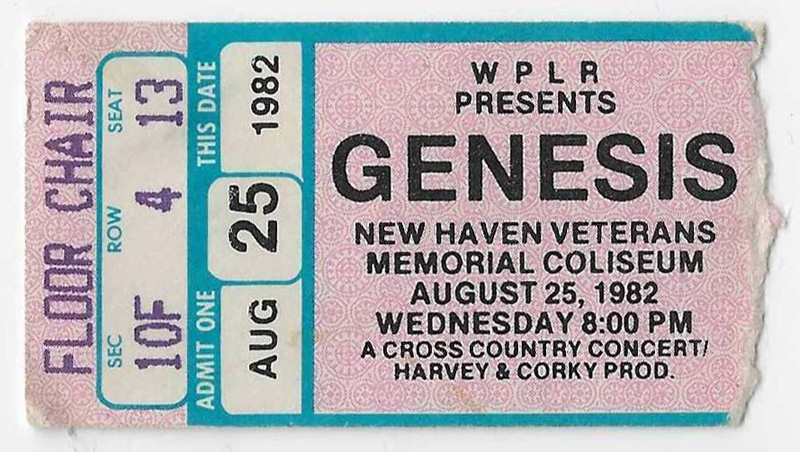 FLOOR CHAIR
SEC ROW SEAT
10F 4 13
ADMIT ONE THIS DATE
AUG 25 1982
WPLR
PRESENTS
GENESIS
NEW HAVEN VETERANS
MEMORIAL COLISEUM
AUGUST 25, 1982
WEDNESDAY 8:00 PM
A CROSS COUNTRY CONCERT/
HARVEY & CORKY PROD.